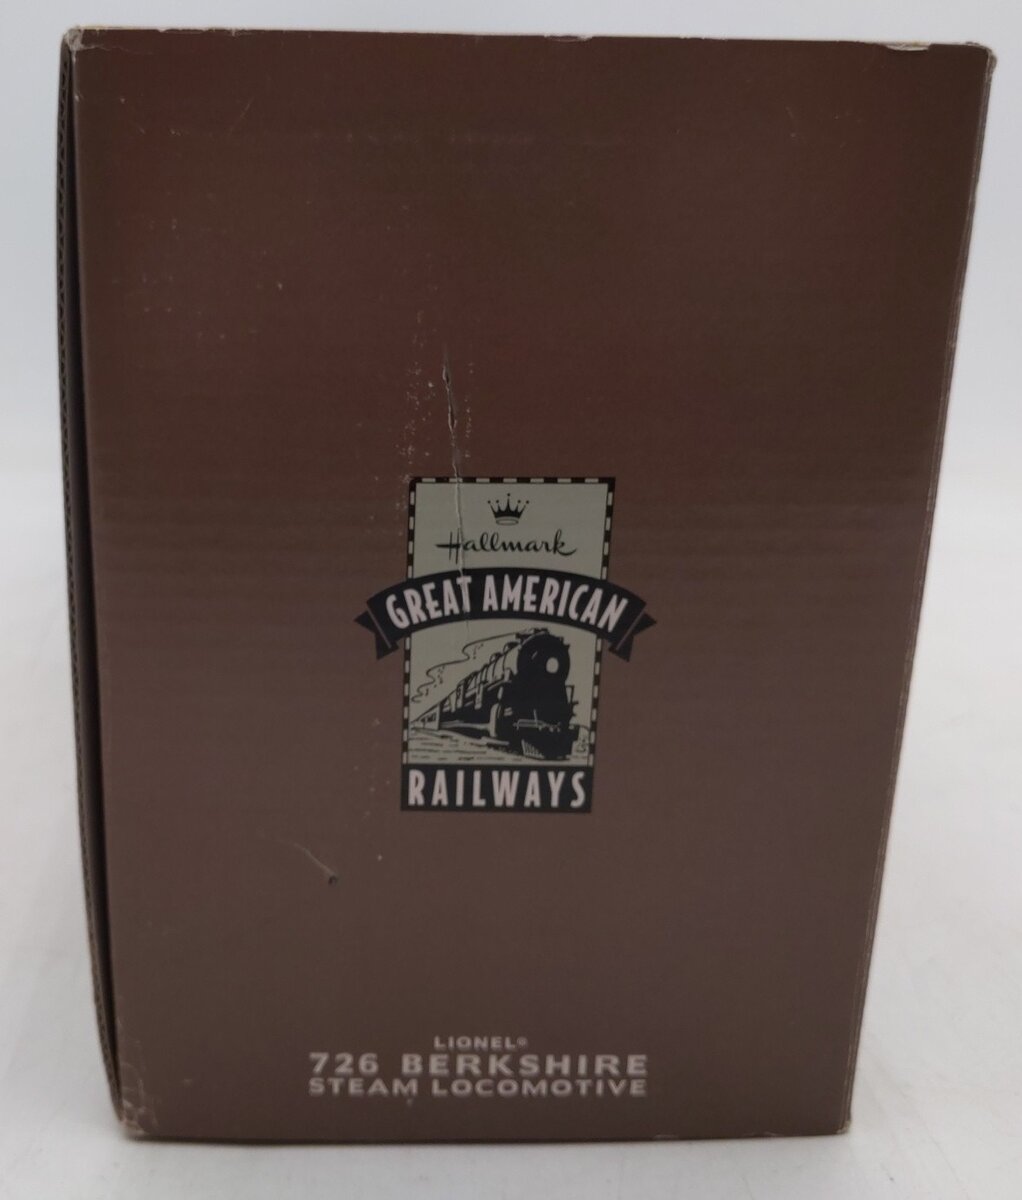 Hallmark
GREAT AMERICAN
RAILWAYS
LIONEL®
726 BERKSHIRE
STEAM LOCOMOTIVE